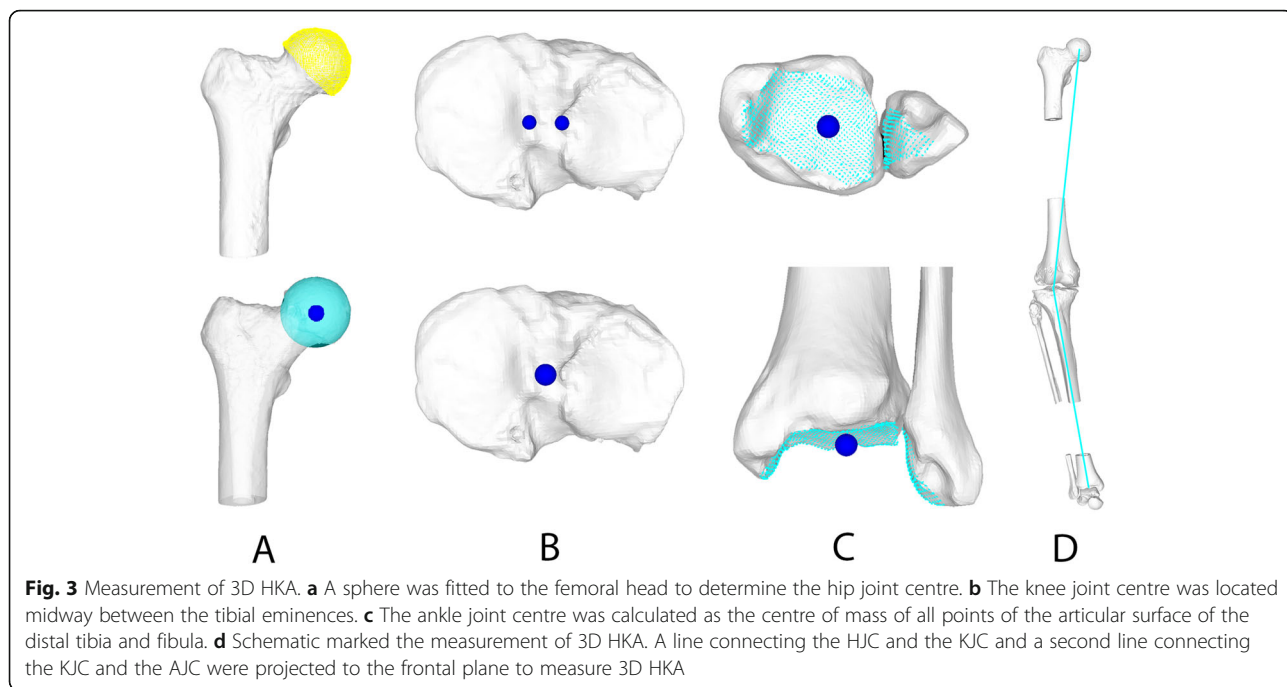 A B C D
Fig. 3 Measurement of 3D HKA. a A sphere was fitted to the femoral head to determine the hip joint centre. b The knee joint centre was located
midway between the tibial eminences. c The ankle joint centre was calculated as the centre of mass of all points of the articular surface of the
distal tibia and fibula. d Schematic marked the measurement of 3D HKA. A line connecting the HJC and the KJC and a second line connecting
the KJC and the AJC were projected to the frontal plane to measure 3D HKA